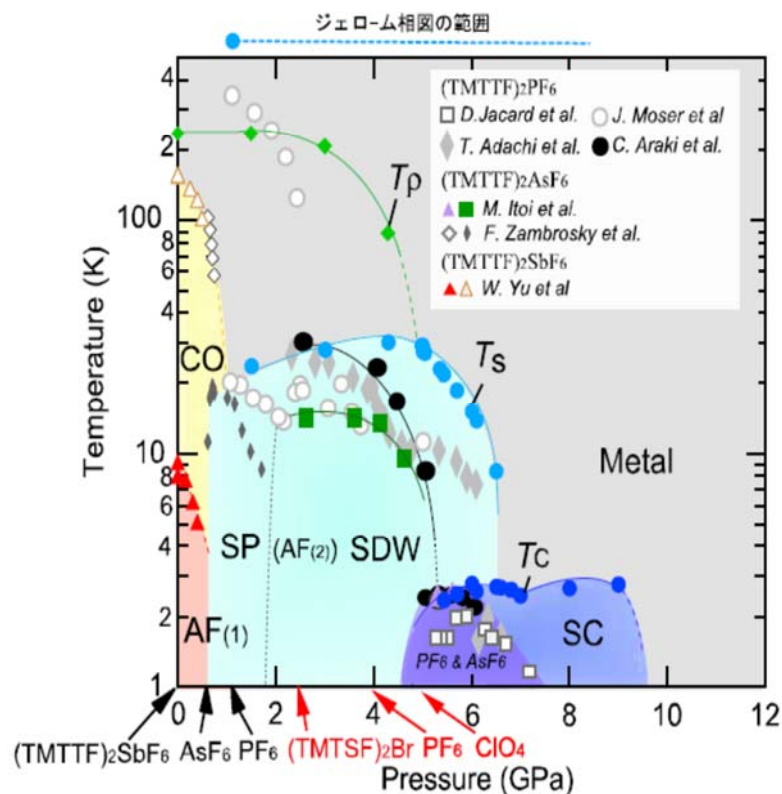 ジェローム相図の範囲
(TMTTF)₂PF₆
D.Jacard et al.
J. Moser et al
T. Adachi et al.
C. Araki et al.
(TMTTF)₂AsF₆
M. Itoi et al.
F. Zambrosky et al.
(TMTTF)₂SbF₆
W. Yu et al
Temperature (K)
4
2
100
8
6
4
2
10
8
6
4
2
1
Tρ
Ts
CO
Metal
SP (AF(2)) SDW
Tc
AF(1)
SC
PF₆ & AsF₆
0 2 4 6 8 10 12
(TMTTF)₂SbF₆ AsF₆ PF₆ (TMTSF)₂Br PF₆ ClO₄
Pressure (GPa)